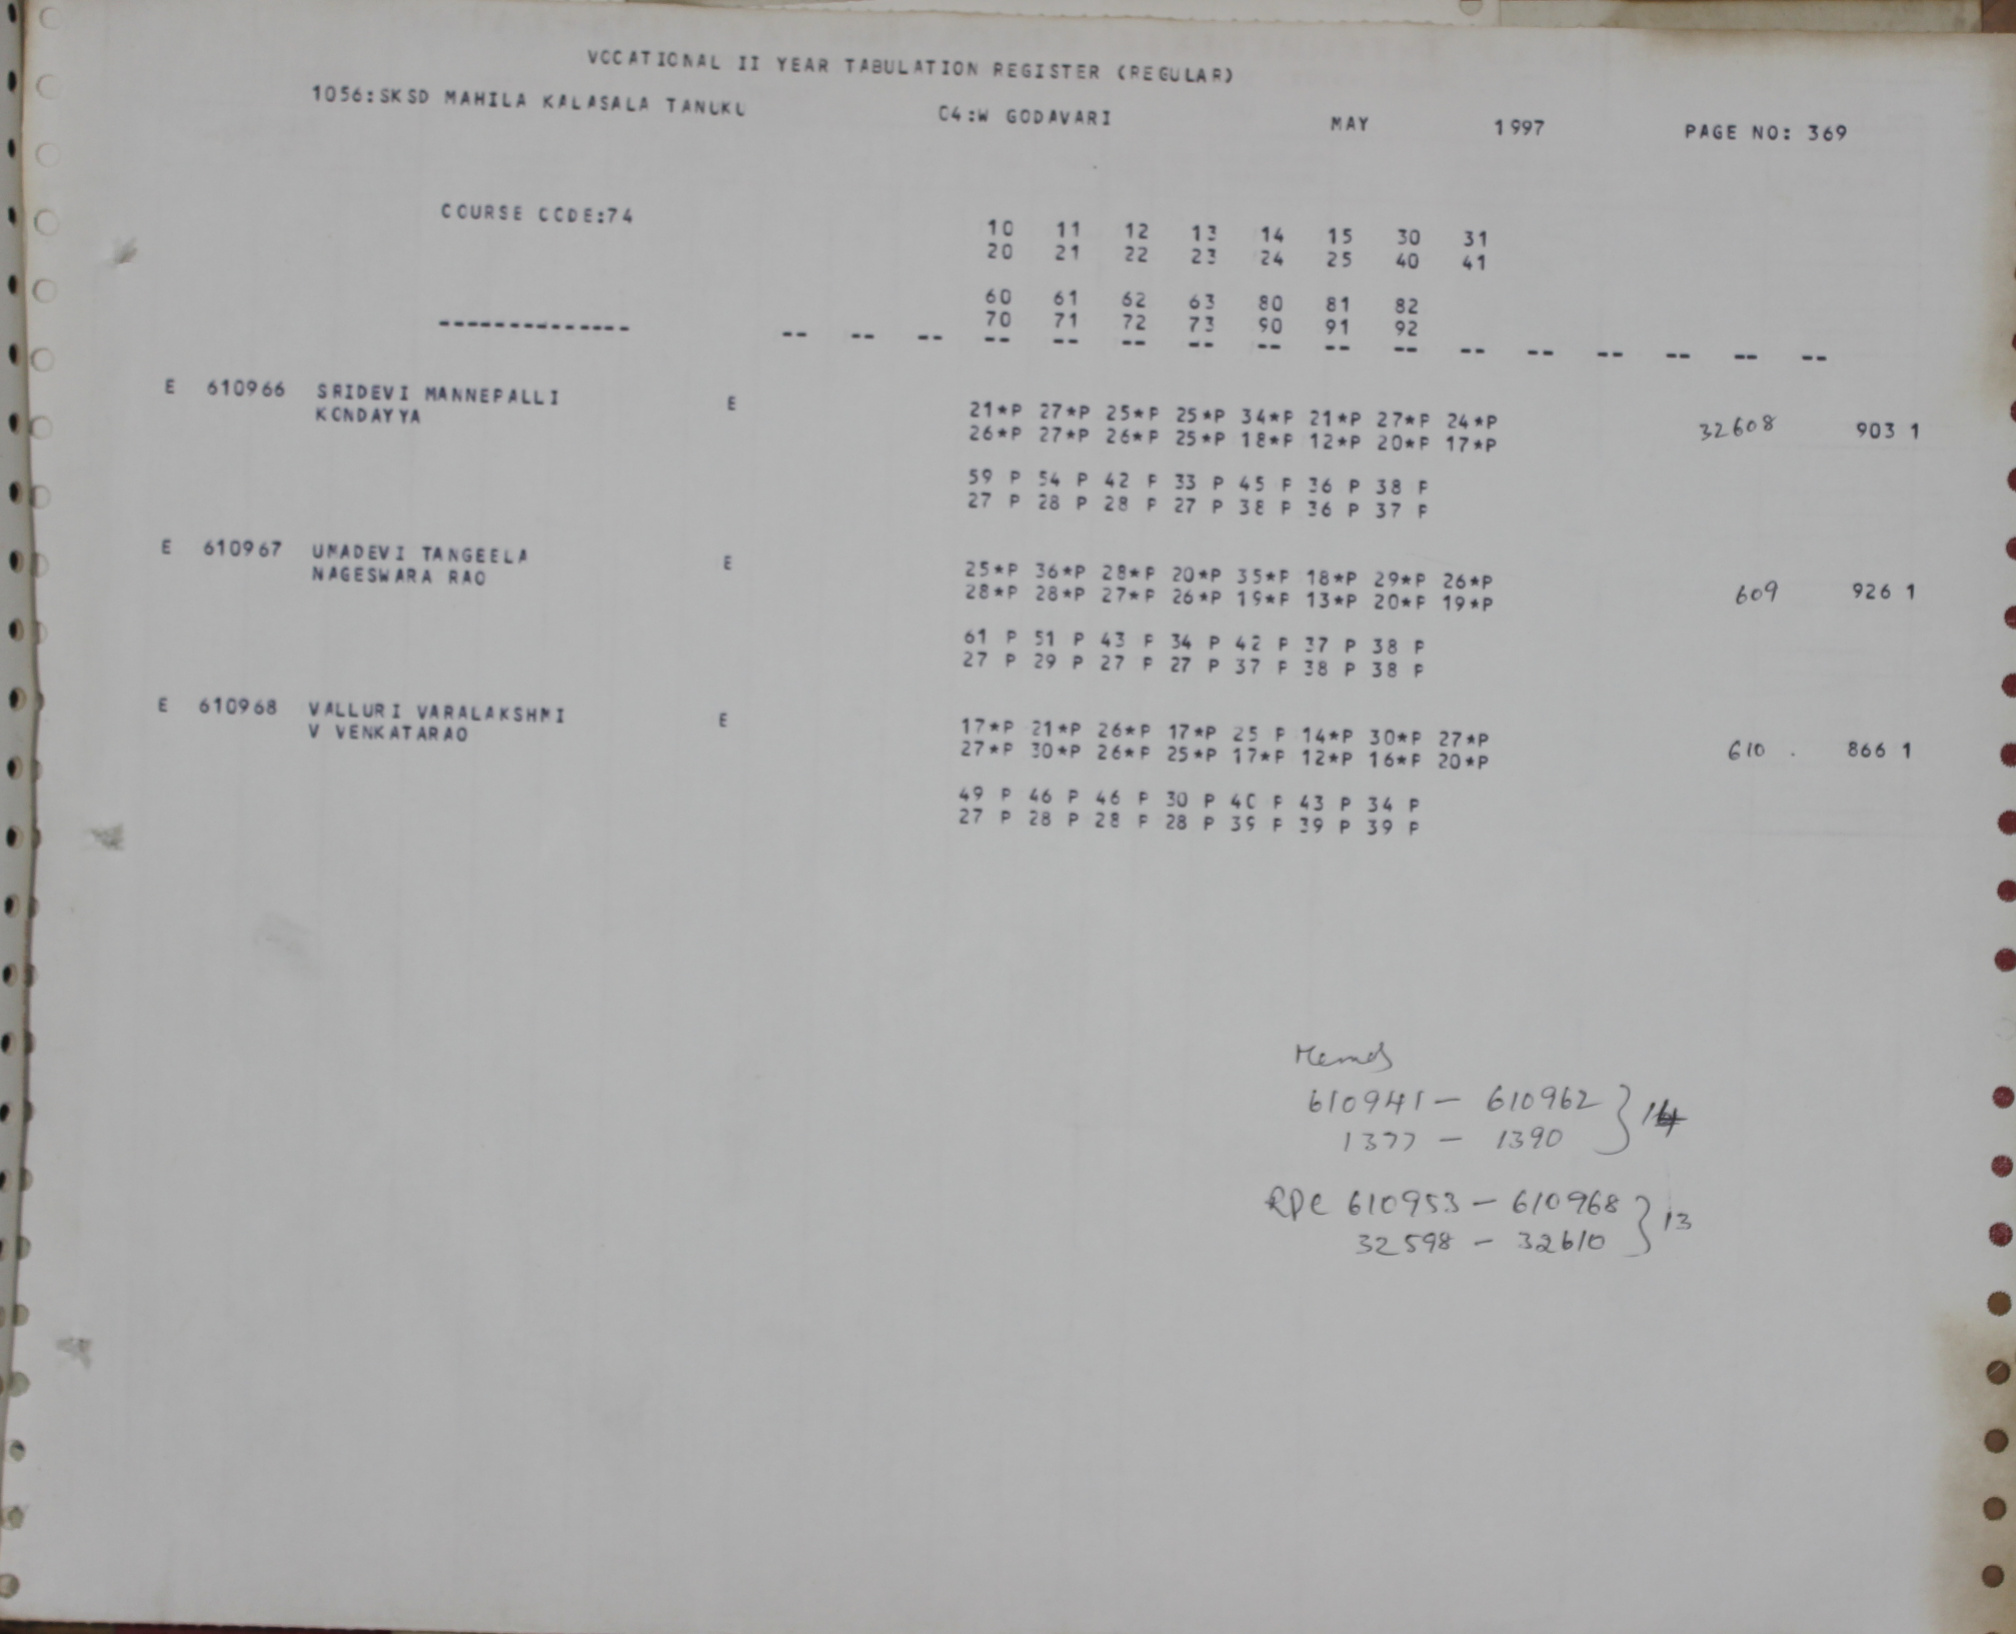 VCCATIONAL II YEAR TABULATION REGISTER (REGULAR)
1056:SKSD MAHILA KALASALA TANUKU C4:W GODAVARI MAY 1997 PAGE NO: 369
COURSE CCDE:74
10 11 12 13 14 15 30 31
20 21 22 23 24 25 40 41
60 61 62 63 80 81 82
70 71 72 73 90 91 92
-------------- -- -- -- -- -- -- -- -- -- -- -- -- -- -- -- --
E 610966 SRIDEVI MANNEPALLI E 21*P 27*P 25*P 25*P 34*P 21*P 27*P 24*P
KONDAYYA 26*P 27*P 26*P 25*P 18*P 12*P 20*P 17*P 32608 903 1
59 P 54 P 42 P 33 P 45 P 36 P 38 P
27 P 28 P 28 P 27 P 38 P 36 P 37 P
E 610967 UMADEVI TANGEELA E 25*P 36*P 28*P 20*P 35*P 18*P 29*P 26*P
NAGESWARA RAO 28*P 28*P 27*P 26*P 19*P 13*P 20*P 19*P 609 926 1
61 P 51 P 43 P 34 P 42 P 37 P 38 P
27 P 29 P 27 P 27 P 37 P 38 P 38 P
E 610968 VALLURI VARALAKSHMI E 17*P 21*P 26*P 17*P 25 P 14*P 30*P 27*P
V VENKATARAO 27*P 30*P 26*P 25*P 17*P 12*P 16*P 20*P 610 . 866 1
49 P 46 P 46 P 30 P 40 P 43 P 34 P
27 P 28 P 28 P 28 P 39 P 39 P 39 P
610941 - 610962
1377 - 1390 } 14
RDC 610953 - 610968
32598 - 32610 } 13